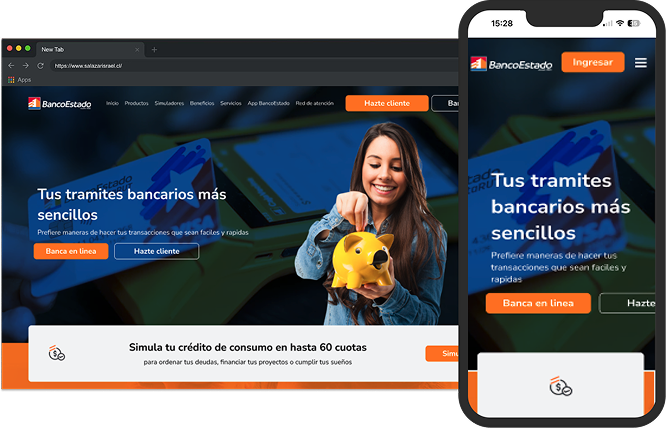 New Tab
https://www.salazarisrael.cl/
Apps
BancoEstado
Inicio Productos Simuladores Beneficios Servicios App BancoEstado Red de atención
Hazte cliente
Ba
Tus tramites bancarios más
sencillos
Prefiere maneras de hacer tus transacciones que sean faciles y rapidas
Banca en linea
Hazte cliente
Simula tu crédito de consumo en hasta 60 cuotas
para ordenar tus deudas, financiar tus proyectos o cumplir tus sueños
Simu
15:28
BancoEstado
Ingresar
Tus tramites
bancarios más
sencillos
Prefiere maneras de hacer tus
transacciones que sean faciles y
rapidas
Banca en linea
Hazte